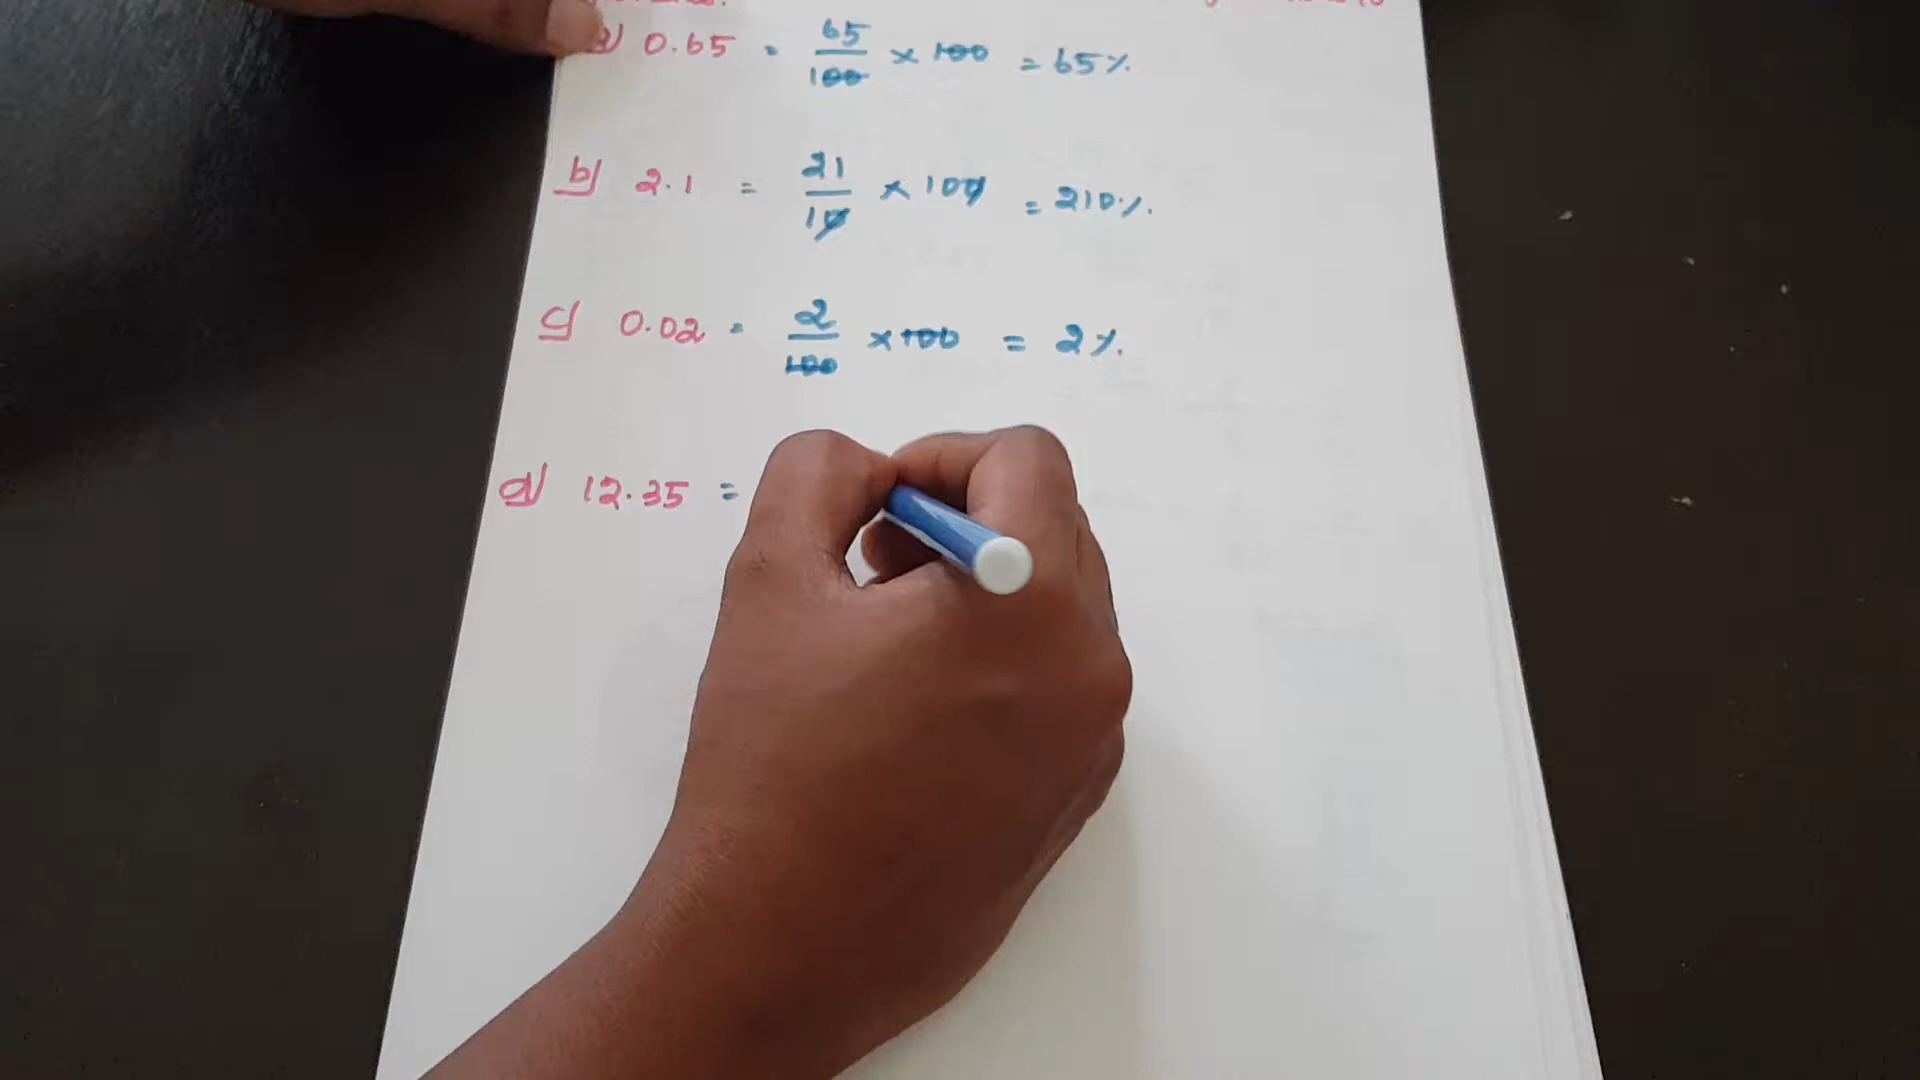 a) 0.65 = 65/100 × 100 = 65%.
b) 2.1 = 21/10 × 100 = 210%.
c) 0.02 = 2/100 × 100 = 2%.
d) 12.35 =